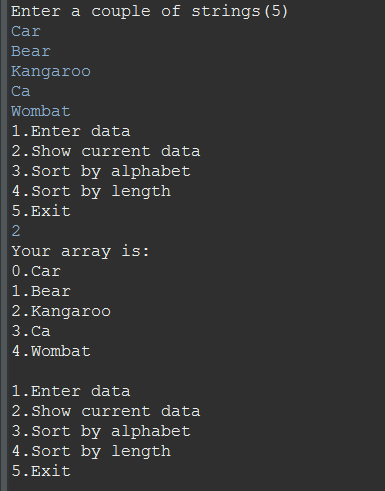 Enter a couple of strings(5)
Car
Bear
Kangaroo
Ca
Wombat
1.Enter data
2.Show current data
3.Sort by alphabet
4.Sort by length
5.Exit
2
Your array is:
0.Car
1.Bear
2.Kangaroo
3.Ca
4.Wombat

1.Enter data
2.Show current data
3.Sort by alphabet
4.Sort by length
5.Exit